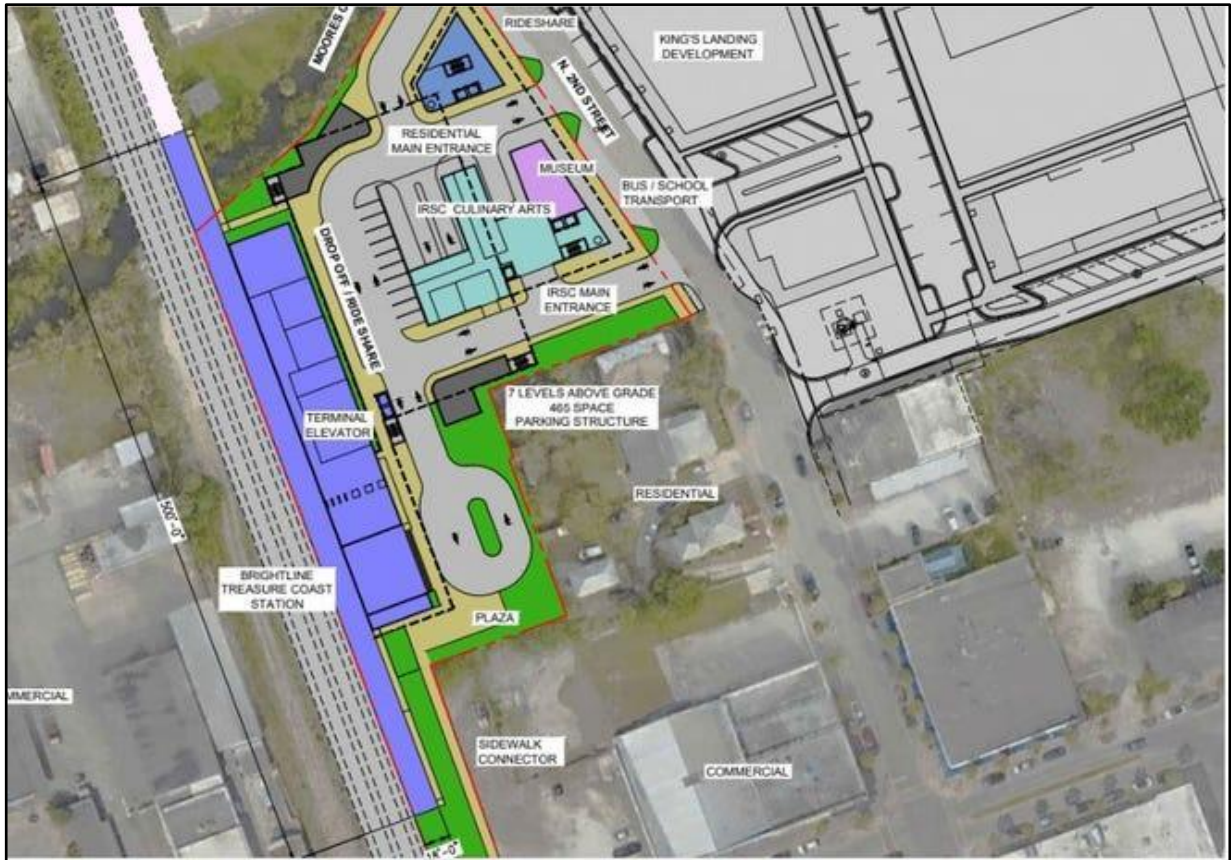 RIDESHARE
MOORES C
N. 2ND STREET
KING'S LANDING
DEVELOPMENT
RESIDENTIAL
MAIN ENTRANCE
MUSEUM
BUS / SCHOOL
TRANSPORT
IRSC CULINARY ARTS
DROP OFF / RIDE SHARE
IRSC MAIN
ENTRANCE
7 LEVELS ABOVE GRADE
465 SPACE
PARKING STRUCTURE
TERMINAL
ELEVATOR
RESIDENTIAL
500'-0"
BRIGHTLINE
TREASURE COAST
STATION
PLAZA
MMERCIAL
SIDEWALK
CONNECTOR
COMMERCIAL